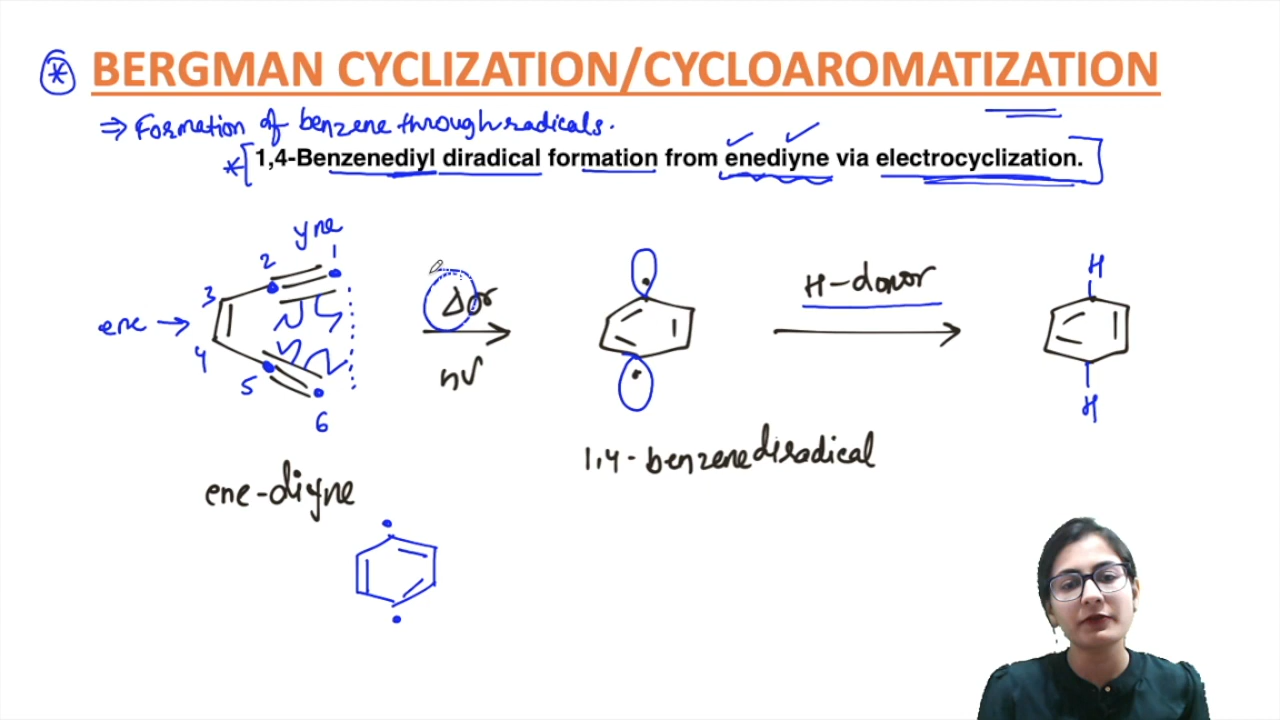 * BERGMAN CYCLIZATION/CYCLOAROMATIZATION
⇒ Formation of benzene through radicals.
* [1,4-Benzenediyl diradical formation from enediyne via electrocyclization.]
yne
1
2
3
ene →
4
5
6
Δ or
hν
H-donor
H
H
ene-diyne
1,4-benzenediradical